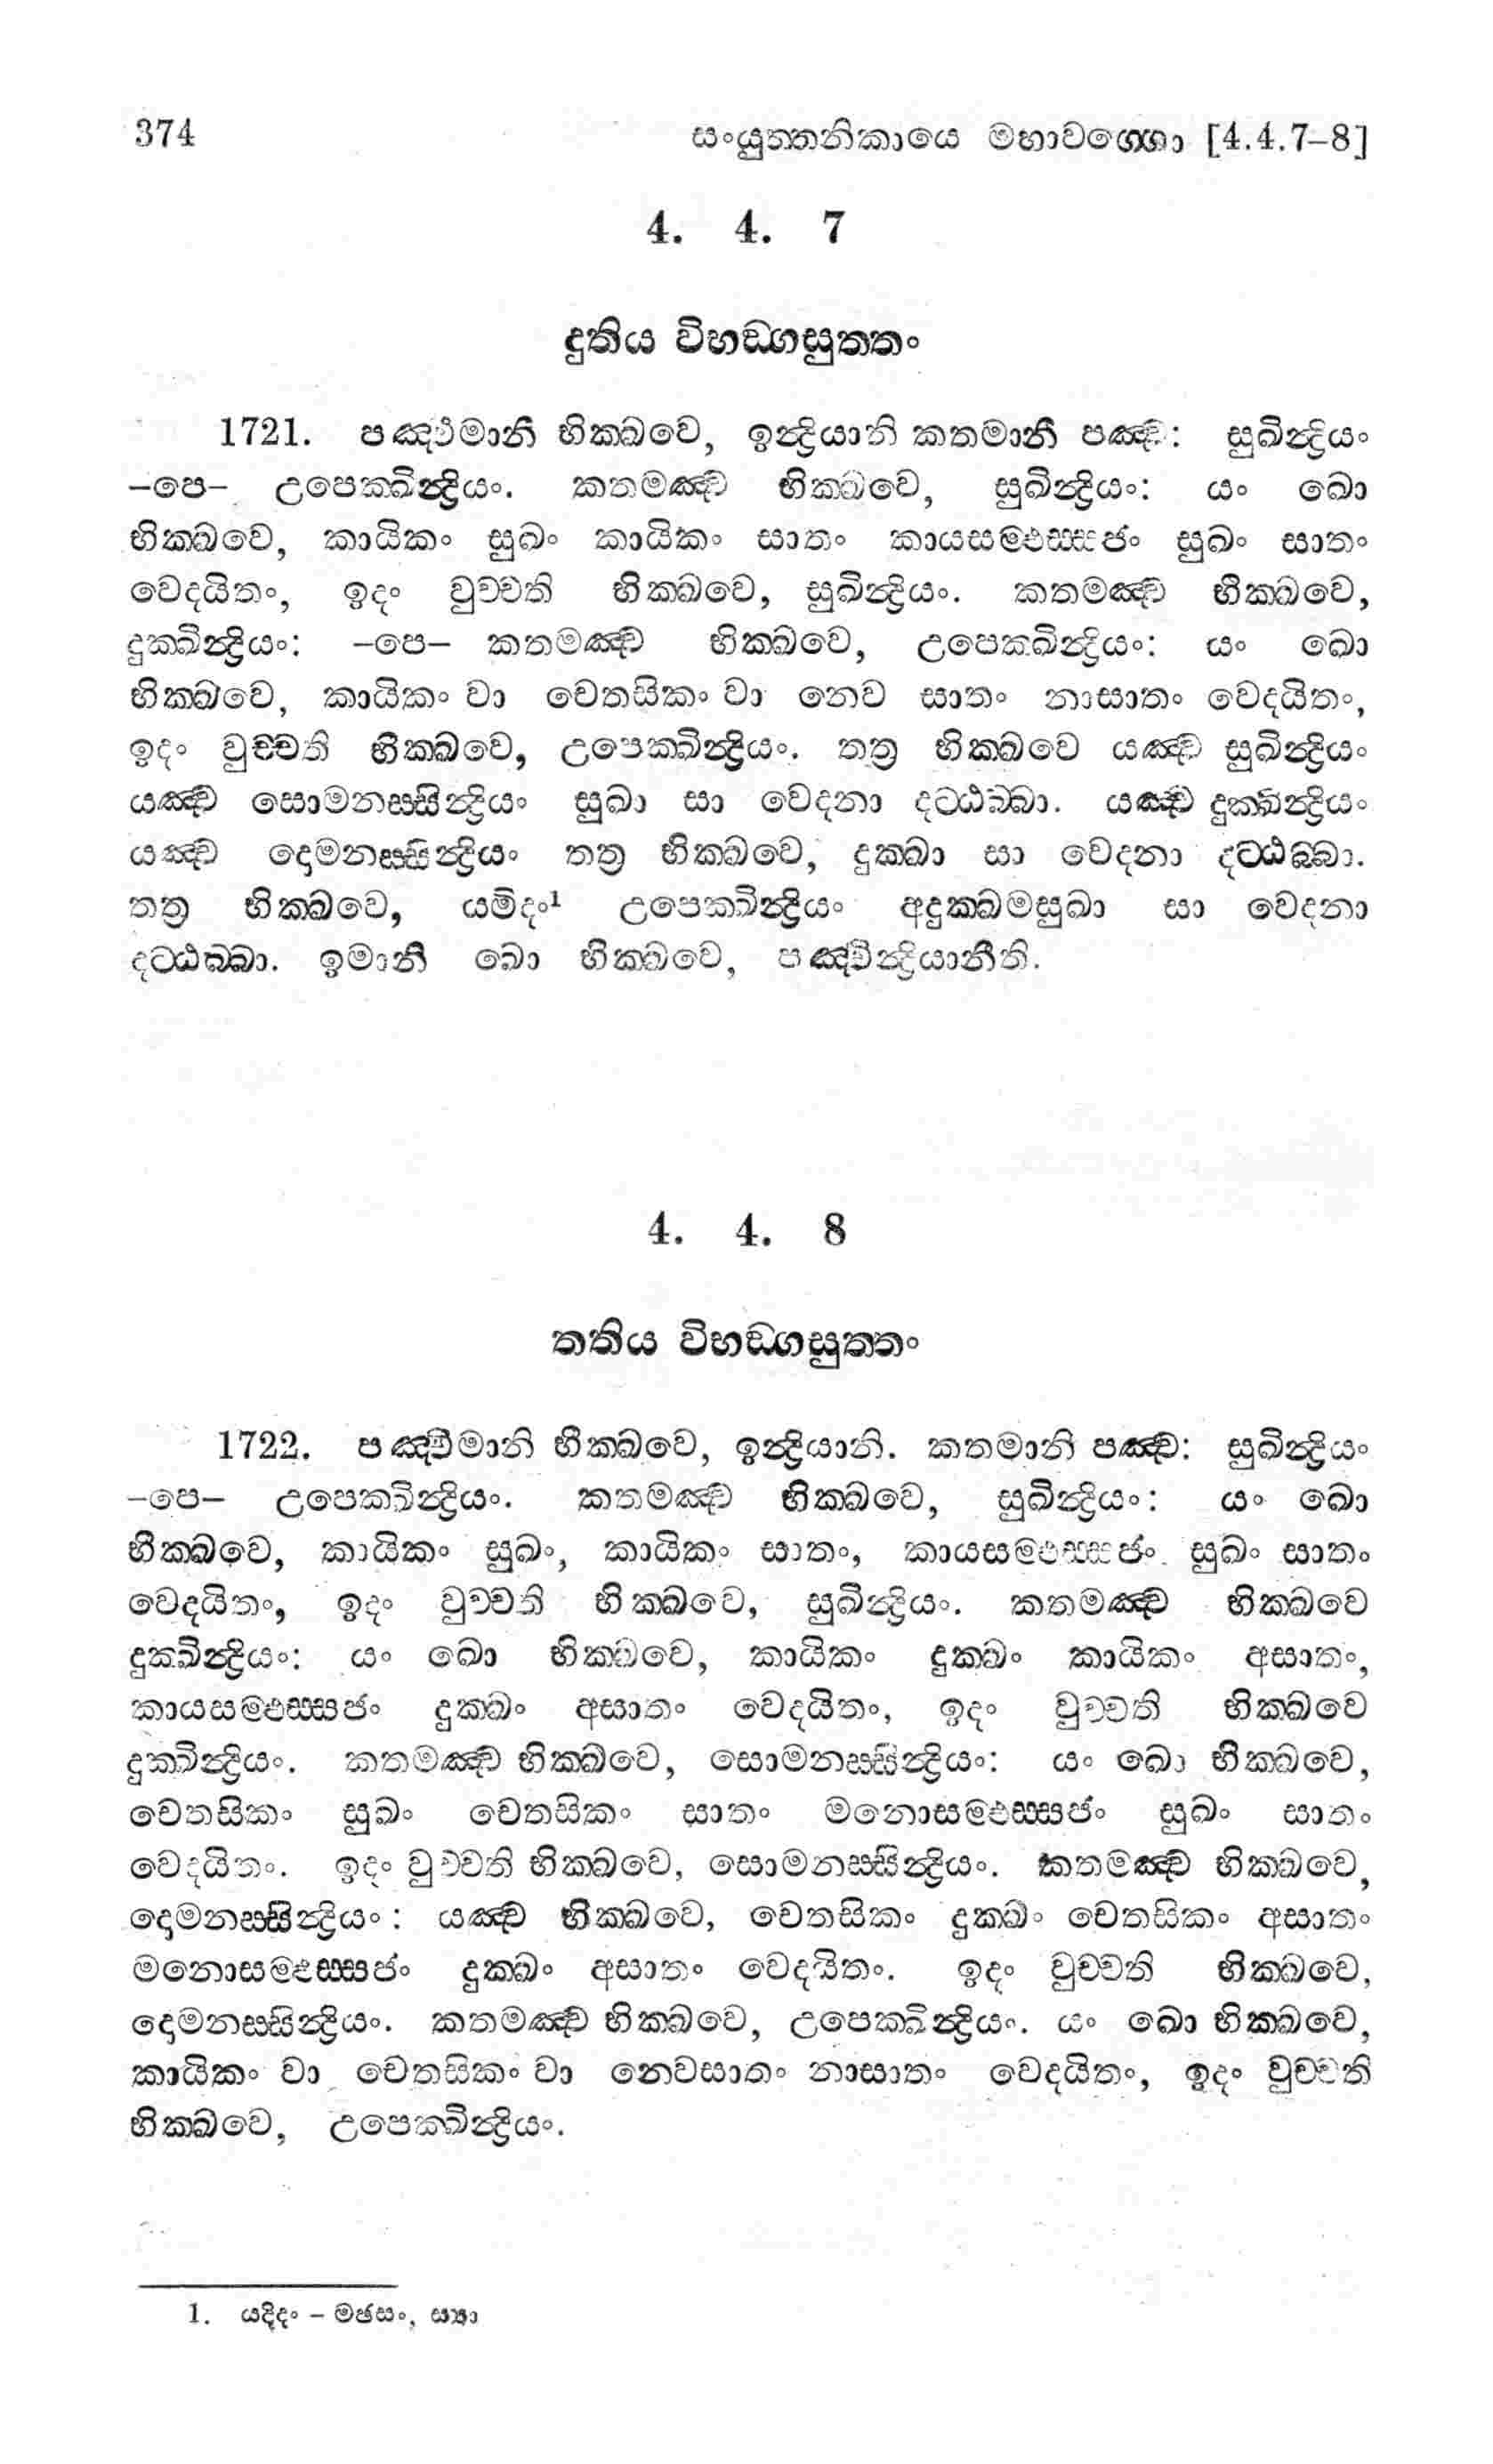 374 සංයුත්තනිකායෙ මහාවග්ගො [4.4.7–8]
4. 4. 7
දුතිය විභඞ්ගසුත්තං
1721. පඤ්චිමානි භික්ඛවෙ, ඉන්ද්‍රියානි කතමානි පඤ්ච: සුඛින්ද්‍රියං
–පෙ– උපෙක්ඛින්ද්‍රියං. කතමඤ්ච භික්ඛවෙ, සුඛින්ද්‍රියං: යං ඛො
භික්ඛවෙ, කායිකං සුඛං කායිකං සාතං කායසම්ඵස්සජං සුඛං සාතං
වෙදයිතං, ඉදං වුච්චති භික්ඛවෙ, සුඛින්ද්‍රියං. කතමඤ්ච භික්ඛවෙ,
දුක්ඛින්ද්‍රියං: –පෙ– කතමඤ්ච භික්ඛවෙ, උපෙක්ඛින්ද්‍රියං: යං ඛො
භික්ඛවෙ, කායිකං වා චෙතසිකං වා නෙව සාතං නාසාතං වෙදයිතං,
ඉදං වුච්චති භික්ඛවෙ, උපෙක්ඛින්ද්‍රියං. තත්‍ර භික්ඛවෙ යඤ්ච සුඛින්ද්‍රියං
යඤ්ච සොමනස්සින්ද්‍රියං සුඛා සා වෙදනා දට්ඨබ්බා. යඤ්ච දුක්ඛින්ද්‍රියං
යඤ්ච දොමනස්සින්ද්‍රියං තත්‍ර භික්ඛවෙ, දුක්ඛා සා වෙදනා දට්ඨබ්බා.
තත්‍ර භික්ඛවෙ, යමිදං¹ උපෙක්ඛින්ද්‍රියං අදුක්ඛමසුඛා සා වෙදනා
දට්ඨබ්බා. ඉමානි ඛො භික්ඛවෙ, පඤ්චින්ද්‍රියානීති.
4. 4. 8
තතිය විභඞ්ගසුත්තං
1722. පඤ්චිමානි භික්ඛවෙ, ඉන්ද්‍රියානි. කතමානි පඤ්ච: සුඛින්ද්‍රියං
–පෙ– උපෙක්ඛින්ද්‍රියං. කතමඤ්ච භික්ඛවෙ, සුඛින්ද්‍රියං: යං ඛො
භික්ඛවෙ, කායිකං සුඛං, කායිකං සාතං, කායසම්ඵස්සජං සුඛං සාතං
වෙදයිතං, ඉදං වුච්චති භික්ඛවෙ, සුඛින්ද්‍රියං. කතමඤ්ච භික්ඛවෙ
දුක්ඛින්ද්‍රියං: යං ඛො භික්ඛවෙ, කායිකං දුක්ඛං කායිකං අසාතං,
කායසම්ඵස්සජං දුක්ඛං අසාතං වෙදයිතං, ඉදං වුච්චති භික්ඛවෙ
දුක්ඛින්ද්‍රියං. කතමඤ්ච භික්ඛවෙ, සොමනස්සින්ද්‍රියං: යං ඛො භික්ඛවෙ,
චෙතසිකං සුඛං චෙතසිකං සාතං මනොසම්ඵස්සජං සුඛං සාතං
වෙදයිතං. ඉදං වුච්චති භික්ඛවෙ, සොමනස්සින්ද්‍රියං. කතමඤ්ච භික්ඛවෙ,
දොමනස්සින්ද්‍රියං: යඤ්ච භික්ඛවෙ, චෙතසිකං දුක්ඛං චෙතසිකං අසාතං
මනොසම්ඵස්සජං දුක්ඛං අසාතං වෙදයිතං. ඉදං වුච්චති භික්ඛවෙ,
දොමනස්සින්ද්‍රියං. කතමඤ්ච භික්ඛවෙ, උපෙක්ඛින්ද්‍රියං. යං ඛො භික්ඛවෙ,
කායිකං වා චෙතසිකං වා නෙවසාතං නාසාතං වෙදයිතං, ඉදං වුච්චති
භික්ඛවෙ, උපෙක්ඛින්ද්‍රියං.
1. යදිදං – මඡසං, ස්‍යා